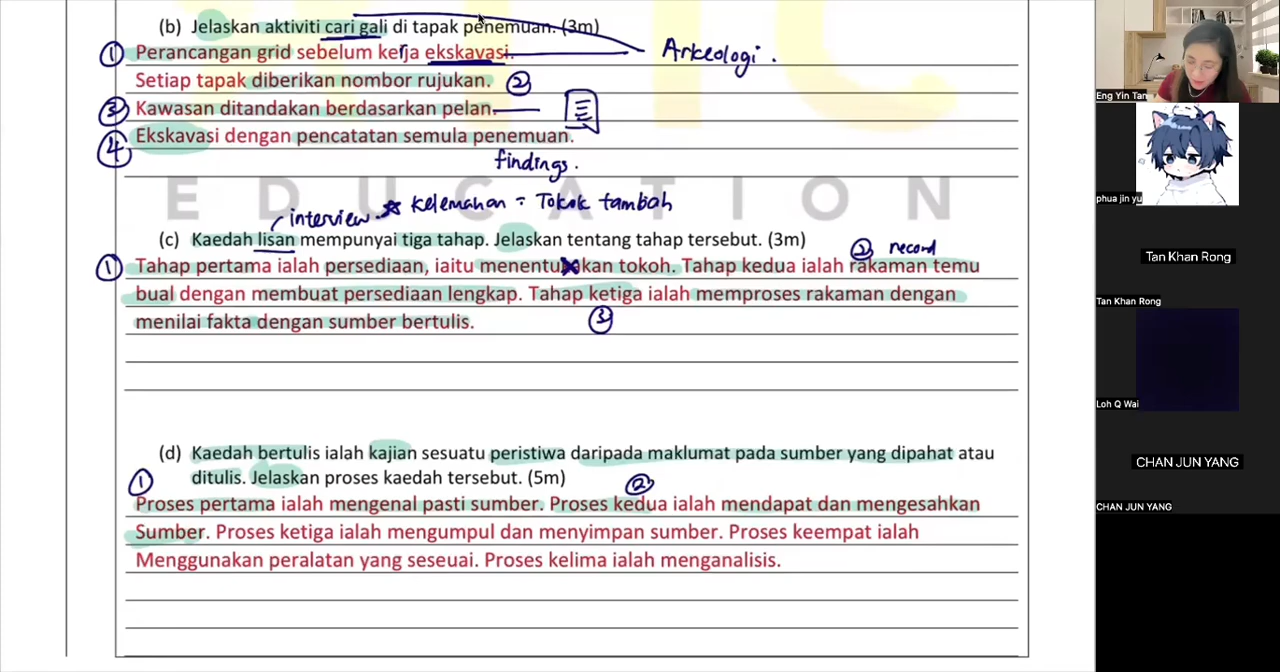 (b) Jelaskan aktiviti cari gali di tapak penemuan. (3m)
① Perancangan grid sebelum kerja ekskavasi. Arkeologi.
Setiap tapak diberikan nombor rujukan. ②
③ Kawasan ditandakan berdasarkan pelan.
④ Ekskavasi dengan pencatatan semula penemuan.
findings.
EDUCATION
interview ☆ Kelemahan = Tokok tambah
(c) Kaedah lisan mempunyai tiga tahap. Jelaskan tentang tahap tersebut. (3m)
② record
① Tahap pertama ialah persediaan, iaitu menentukan tokoh. Tahap kedua ialah rakaman temu
bual dengan membuat persediaan lengkap. Tahap ketiga ialah memproses rakaman dengan
menilai fakta dengan sumber bertulis. ③
(d) Kaedah bertulis ialah kajian sesuatu peristiwa daripada maklumat pada sumber yang dipahat atau
ditulis. Jelaskan proses kaedah tersebut. (5m)
① ②
Proses pertama ialah mengenal pasti sumber. Proses kedua ialah mendapat dan mengesahkan
Sumber. Proses ketiga ialah mengumpul dan menyimpan sumber. Proses keempat ialah
Menggunakan peralatan yang seseuai. Proses kelima ialah menganalisis.
Eng Yin Tan
phua jin yu
Tan Khan Rong
Tan Khan Rong
Loh Q Wai
CHAN JUN YANG
CHAN JUN YANG